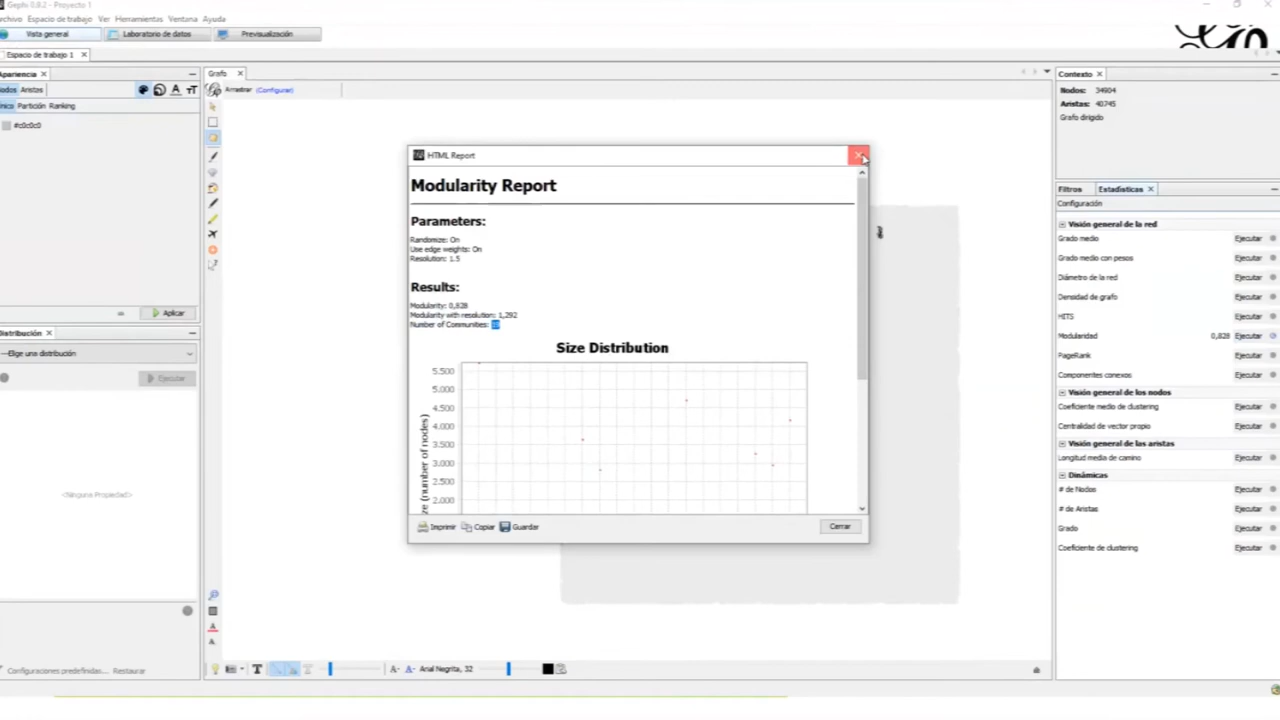 Gephi 0.8.2 - Proyecto 1
Archivo Espacio de trabajo Ver Herramientas Ventana Ayuda
Vista general Laboratorio de datos Previsualización
Espacio de trabajo 1
Apariencia
Nodos Aristas
Único Partición Ranking
#c0c0c0
Aplicar
Distribución
---Elige una distribución
Ejecutar
<Ninguna Propiedad>
Configuraciones predefinidas... Restaurar
Grafo
Arrastrar (Configurar)
HTML Report
Modularity Report
Parameters:
Randomize: On
Use edge weights: On
Resolution: 1.5
Results:
Modularity: 0,828
Modularity with resolution: 1,292
Number of Communities:
Size Distribution
5.500
5.000
4.500
4.000
3.500
3.000
2.500
2.000
(number of nodes)
Imprimir Copiar Guardar
Cerrar
A- A- Arial Negrita, 32
Contexto
Nodos: 34904
Aristas: 40745
Grafo dirigido
Filtros Estadísticas
Configuración
Visión general de la red
Grado medio Ejecutar
Grado medio con pesos Ejecutar
Diámetro de la red Ejecutar
Densidad de grafo Ejecutar
HITS Ejecutar
Modularidad 0,828 Ejecutar
PageRank Ejecutar
Componentes conexos Ejecutar
Visión general de los nodos
Coeficiente medio de clustering Ejecutar
Centralidad de vector propio Ejecutar
Visión general de las aristas
Longitud media de camino Ejecutar
Dinámicas
# de Nodos Ejecutar
# de Aristas Ejecutar
Grado Ejecutar
Coeficiente de clustering Ejecutar